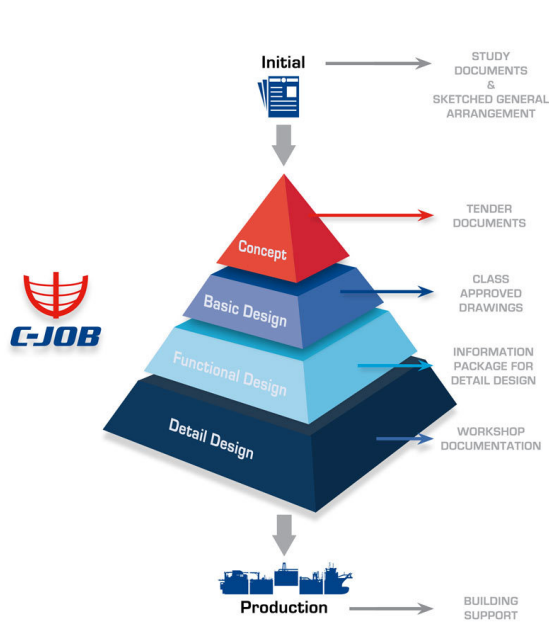 Initial
STUDY
DOCUMENTS
&
SKETCHED GENERAL
ARRANGEMENT
Concept
TENDER
DOCUMENTS
C-JOB
Basic Design
CLASS
APPROVED
DRAWINGS
Functional Design
INFORMATION
PACKAGE FOR
DETAIL DESIGN
Detail Design
WORKSHOP
DOCUMENTATION
Production
BUILDING
SUPPORT